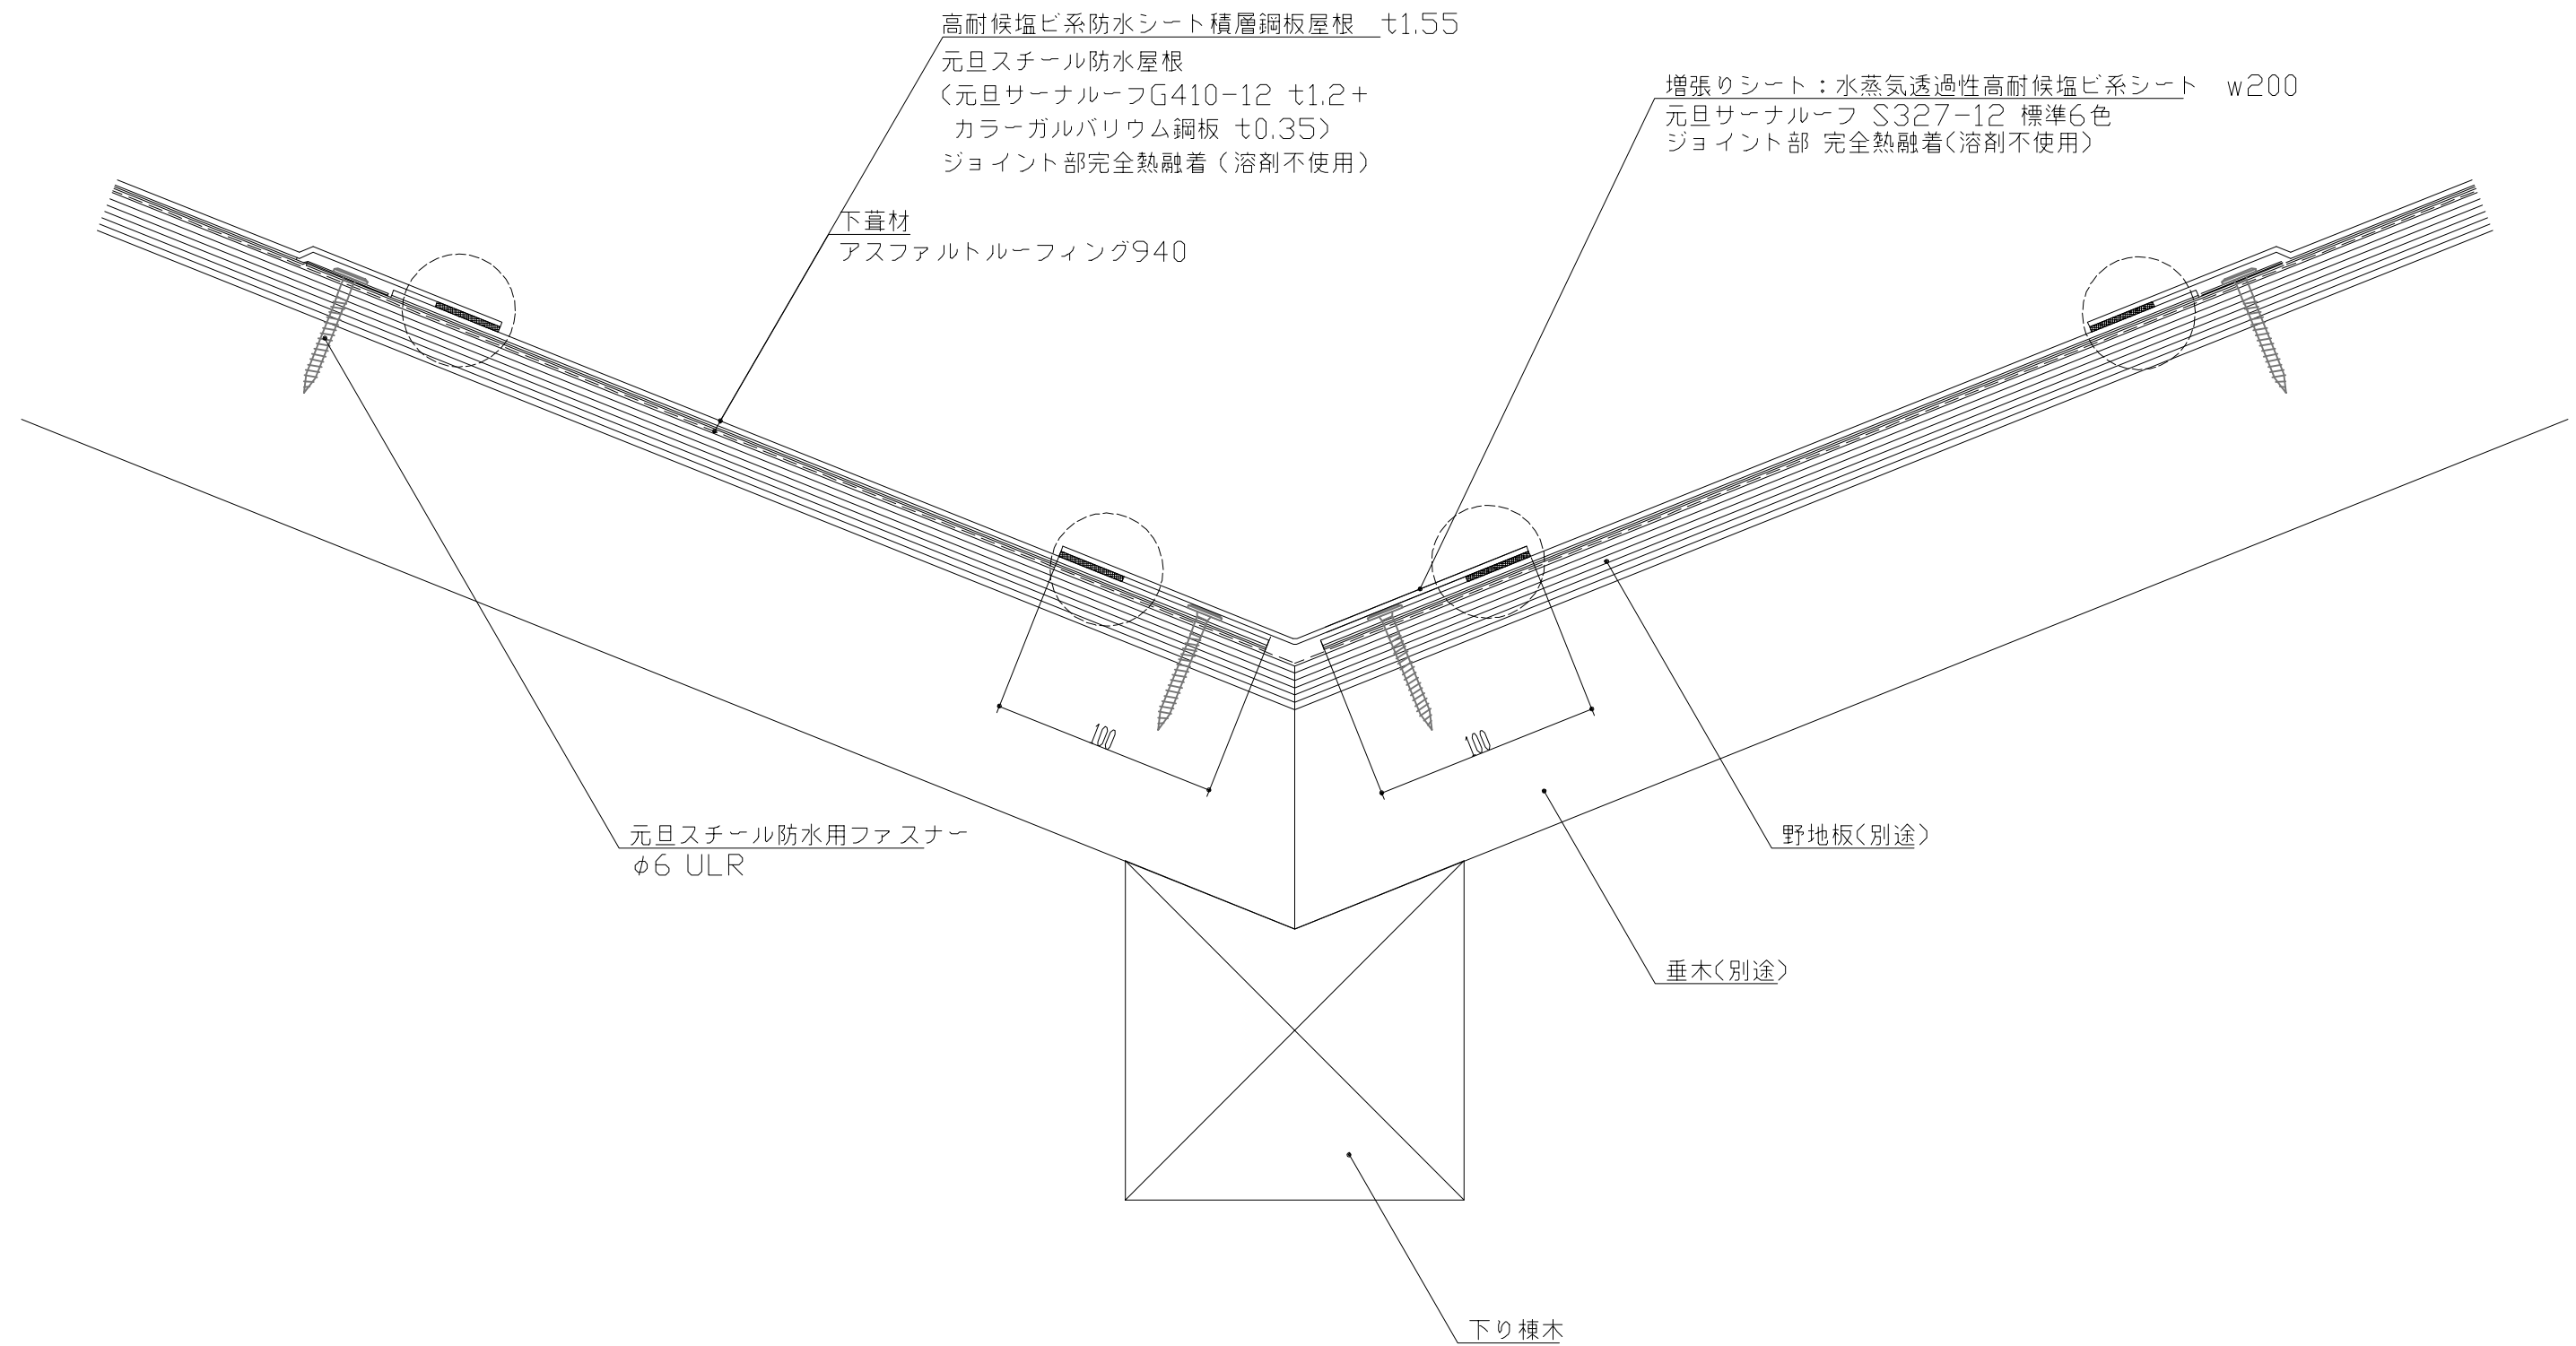 高耐候塩ビ系防水シート積層鋼板屋根 t1.55
元旦スチール防水屋根
(元旦サーナルーフG410-12 t1.2+
カラーガルバリウム鋼板 t0.35)
ジョイント部完全熱融着(溶剤不使用)
増張りシート:水蒸気透過性高耐候塩ビ系シート w200
元旦サーナルーフ S327-12 標準6色
ジョイント部 完全熱融着(溶剤不使用)
下葺材
アスファルトルーフィング940
100
100
元旦スチール防水用ファスナー
φ6 ULR
野地板(別途)
垂木(別途)
下り棟木